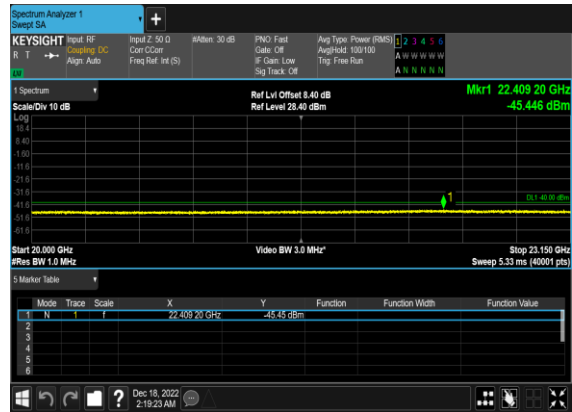 Spectrum Analyzer 1
Swept SA
+
KEYSIGHT Input: RF Input Z: 50 Ω #Atten: 30 dB PNO: Fast Avg Type: Power (RMS) 1 2 3 4 5 6
R T Coupling: DC Corr CCorr Gate: Off Avg|Hold: 100/100 A W W W W W
Align: Auto Freq Ref: Int (S) IF Gain: Low Trig: Free Run
Sig Track: Off A N N N N N
1 Spectrum Ref Lvl Offset 8.40 dB Mkr1 22.409 20 GHz
Scale/Div 10 dB Ref Level 28.40 dBm -45.446 dBm
Log
18.4
8.40
-1.60
-11.6
-21.6
-31.6
1
DL1 -40.00 dBm
-41.6
-51.6
-61.6
Start 20.000 GHz Video BW 3.0 MHz* Stop 23.150 GHz
#Res BW 1.0 MHz Sweep 5.33 ms (40001 pts)
5 Marker Table
Mode Trace Scale X Y Function Function Width Function Value
1 N 1 f 22.409 20 GHz -45.45 dBm
2
3
4
5
6
? Dec 18, 2022
2:19:23 AM